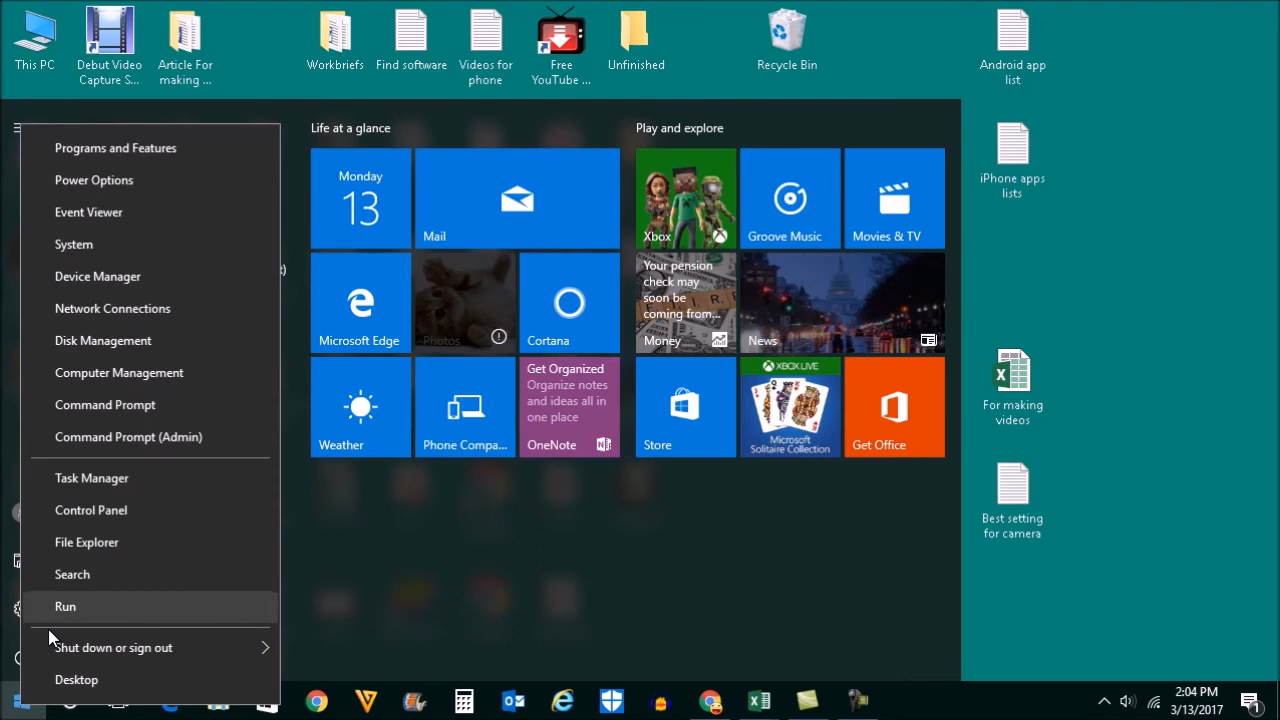 This PC
Debut Video
Capture S...
Article For
making ...
Workbriefs
Find software
Videos for
phone
Free
YouTube ...
Unfinished
Recycle Bin
Android app
list
iPhone apps
lists
For making
videos
Best setting
for camera
Programs and Features
Power Options
Event Viewer
System
Device Manager
Network Connections
Disk Management
Computer Management
Command Prompt
Command Prompt (Admin)
Task Manager
Control Panel
File Explorer
Search
Run
Shut down or sign out
Desktop
Life at a glance
Monday
13
Mail
Microsoft Edge
Photos
Cortana
Weather
Phone Compa...
Get Organized
Organize notes
and ideas all in
one place
OneNote
Play and explore
Xbox
Groove Music
Movies & TV
Your pension
check may
soon be
coming from...
Money
News
Store
XBOX LIVE
Microsoft
Solitaire Collection
Get Office
2:04 PM
3/13/2017
1